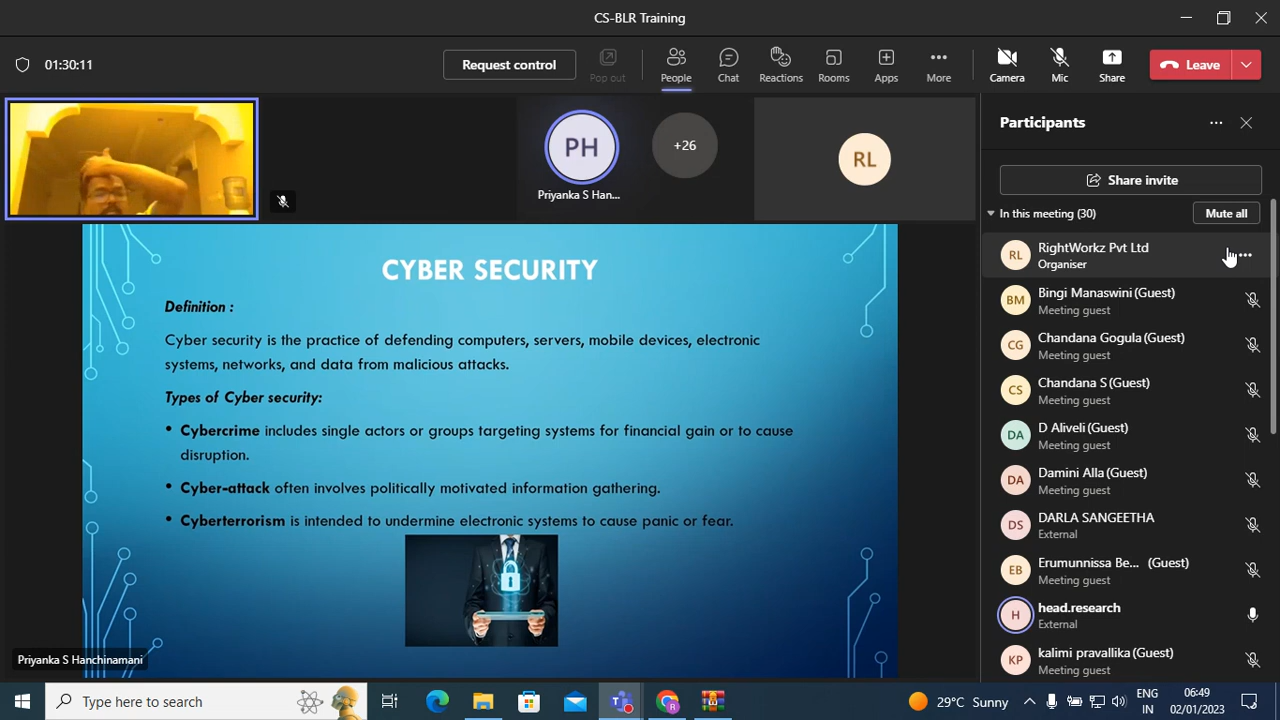 CS-BLR Training
01:30:11
Request control
Pop out
People
Chat
Reactions
Rooms
Apps
More
Camera
Mic
Share
Leave
PH
Priyanka S Han...
+26
RL
CYBER SECURITY
Definition :
Cyber security is the practice of defending computers, servers, mobile devices, electronic
systems, networks, and data from malicious attacks.
Types of Cyber security:
• Cybercrime includes single actors or groups targeting systems for financial gain or to cause
disruption.
• Cyber-attack often involves politically motivated information gathering.
• Cyberterrorism is intended to undermine electronic systems to cause panic or fear.
Priyanka S Hanchinamani
Participants
Share invite
In this meeting (30)
Mute all
RL
RightWorkz Pvt Ltd
Organiser
BM
Bingi Manaswini (Guest)
Meeting guest
CG
Chandana Gogula (Guest)
Meeting guest
CS
Chandana S (Guest)
Meeting guest
DA
D Aliveli (Guest)
Meeting guest
DA
Damini Alla (Guest)
Meeting guest
DS
DARLA SANGEETHA
External
EB
Erumunnissa Be... (Guest)
Meeting guest
H
head.research
External
KP
kalimi pravallika (Guest)
Meeting guest
Type here to search
29°C Sunny
ENG
IN
06:49
02/01/2023